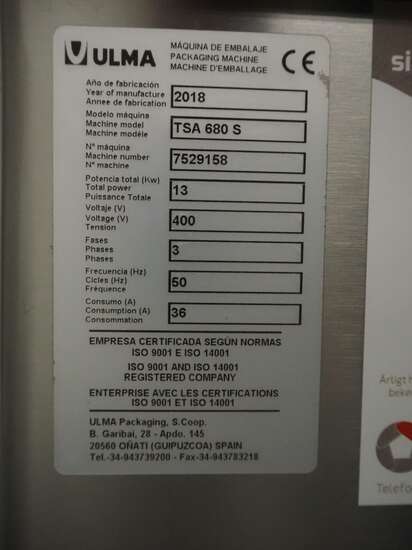 ULMA
MÁQUINA DE EMBALAJE
PACKAGING MACHINE
MACHINE D'EMBALLAGE
CE
Año de fabricación
Year of manufacture
Annee de fabrication
2018
Modelo máquina
Machine model
Machine modèle
TSA 680 S
Nº máquina
Machine number
Nº machine
7529158
Potencia total (Kw)
Total power
Puissance Totale
13
Voltaje (V)
Voltage (V)
Tension
400
Fases
Phases
Phases
3
Frecuencia (Hz)
Cicles (Hz)
Fréquence
50
Consumo (A)
Consumption (A)
Consommation
36
EMPRESA CERTIFICADA SEGÚN NORMAS
ISO 9001 E ISO 14001
ISO 9001 AND ISO 14001
REGISTERED COMPANY
ENTERPRISE AVEC LES CERTIFICATIONS
ISO 9001 ET ISO 14001
ULMA Packaging, S.Coop.
B. Garibai, 28 - Apdo. 145
20560 OÑATI (GUIPUZCOA) SPAIN
Tel.-34-943739200 - Fax-34-943783218
si
Årligt
Telefo